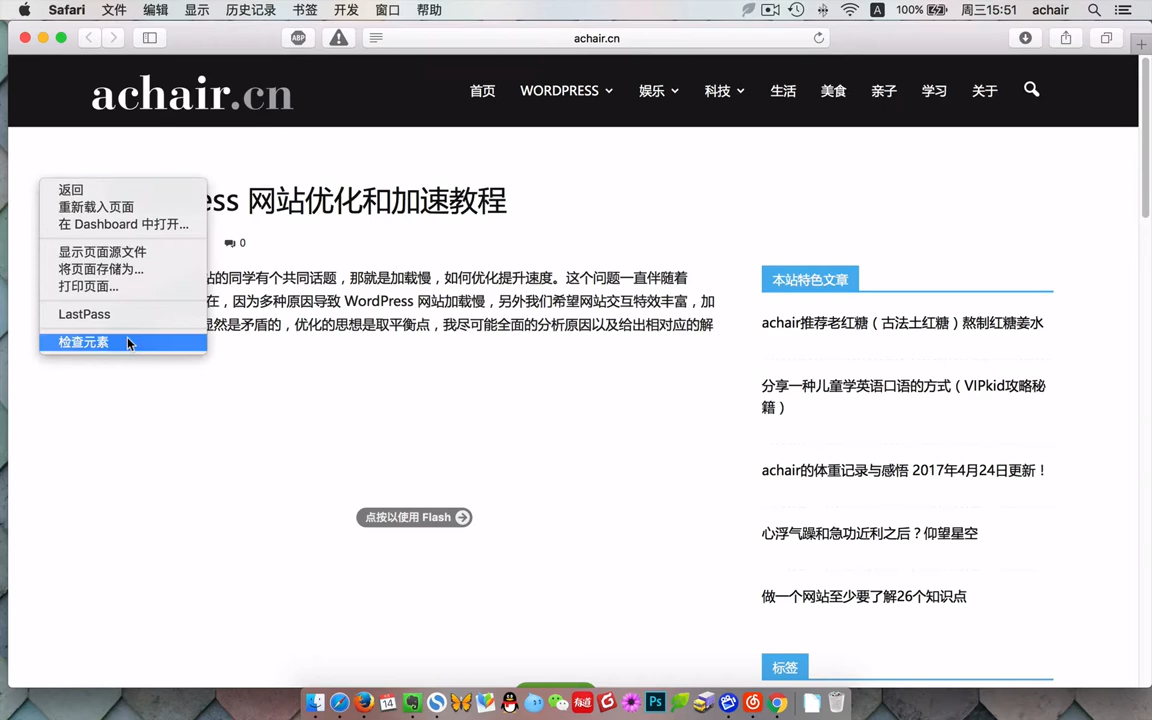 Safari 文件 编辑 显示 历史记录 书签 开发 窗口 帮助 A 100% 周三15:51 achair
ABP achair.cn
achair.cn 首页 WORDPRESS 娱乐 科技 生活 美食 亲子 学习 关于
ess 网站优化和加速教程
0
站的同学有个共同话题，那就是加载慢，如何优化提升速度。这个问题一直伴随着
在，因为多种原因导致 WordPress 网站加载慢，另外我们希望网站交互特效丰富，加
显然是矛盾的，优化的思想是取平衡点，我尽可能全面的分析原因以及给出相对应的解
返回
重新载入页面
在 Dashboard 中打开...
显示页面源文件
将页面存储为...
打印页面...
LastPass
检查元素
点按以使用 Flash
本站特色文章
achair推荐老红糖（古法土红糖）熬制红糖姜水
分享一种儿童学英语口语的方式（VIPkid攻略秘
籍）
achair的体重记录与感悟 2017年4月24日更新！
心浮气躁和急功近利之后？仰望星空
做一个网站至少要了解26个知识点
标签
14 有道 Ps